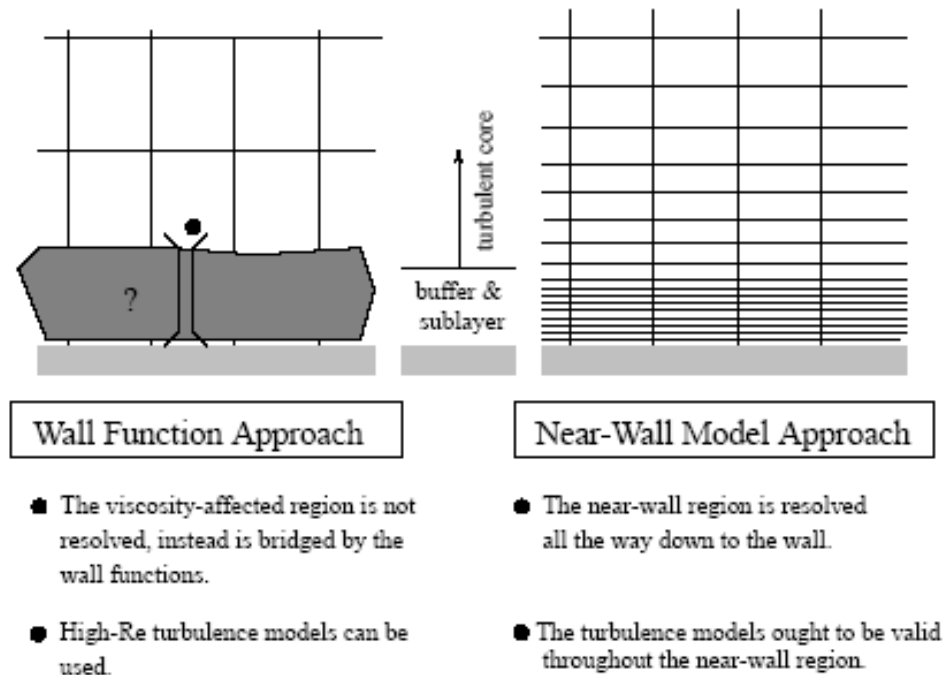 turbulent core
?
buffer &
sublayer
Wall Function Approach
Near-Wall Model Approach
● The viscosity-affected region is not
resolved, instead is bridged by the
wall functions.
● High-Re turbulence models can be
used.
● The near-wall region is resolved
all the way down to the wall.
● The turbulence models ought to be valid
throughout the near-wall region.